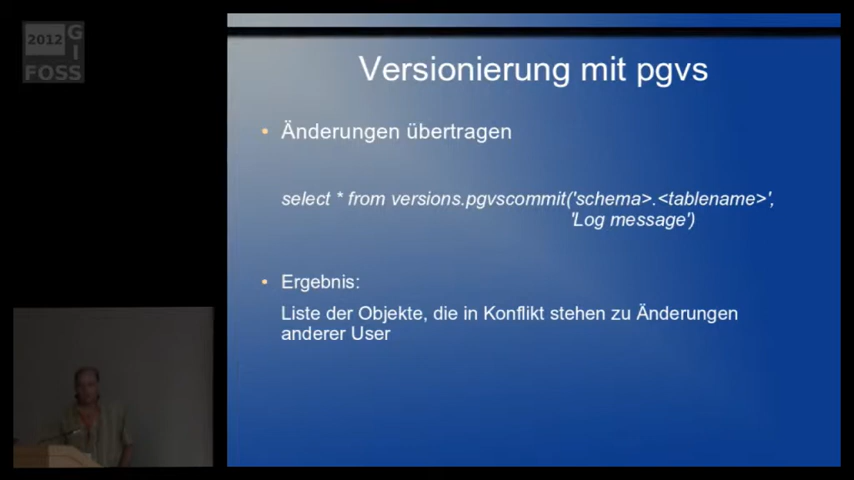 2012 G
I
FOSS
Versionierung mit pgvs
• Änderungen übertragen
select * from versions.pgvscommit('schema>.<tablename>',
'Log message')
• Ergebnis:
Liste der Objekte, die in Konflikt stehen zu Änderungen
anderer User